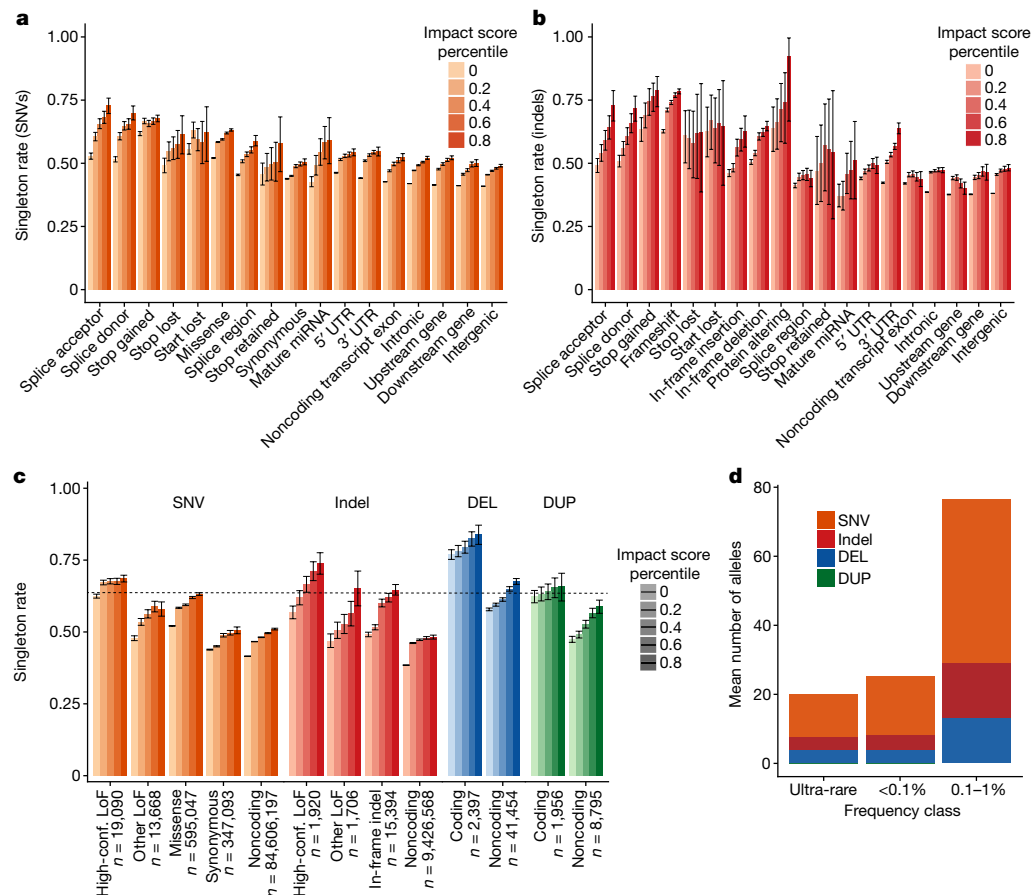 a
Impact score
percentile
0
0.2
0.4
0.6
0.8
Singleton rate (SNVs)
1.00
0.75
0.50
0.25
0
Splice acceptor
Splice donor
Stop gained
Stop lost
Start lost
Missense
Splice region
Stop retained
Synonymous
Mature miRNA
5′ UTR
3′ UTR
Noncoding transcript exon
Intronic
Upstream gene
Downstream gene
Intergenic
b
Impact score
percentile
0
0.2
0.4
0.6
0.8
Singleton rate (indels)
1.00
0.75
0.50
0.25
0
Splice acceptor
Splice donor
Stop gained
Frameshift
Stop lost
Start lost
In-frame insertion
In-frame deletion
Protein altering
Splice region
Stop retained
Mature miRNA
5′ UTR
3′ UTR
Noncoding transcript exon
Intronic
Upstream gene
Downstream gene
Intergenic
c
SNV
Indel
DEL
DUP
Singleton rate
1.00
0.75
0.50
0.25
0
Impact score
percentile
0
0.2
0.4
0.6
0.8
High-conf. LoF
n = 19,090
Other LoF
n = 13,668
Missense
n = 595,047
Synonymous
n = 347,093
Noncoding
n = 84,606,197
High-conf. LoF
n = 1,920
Other LoF
n = 1,706
In-frame indel
n = 15,394
Noncoding
n = 9,426,568
Coding
n = 2,397
Noncoding
n = 41,454
Coding
n = 1,956
Noncoding
n = 8,795
d
SNV
Indel
DEL
DUP
Mean number of alleles
80
60
40
20
0
Ultra-rare
<0.1%
0.1–1%
Frequency class